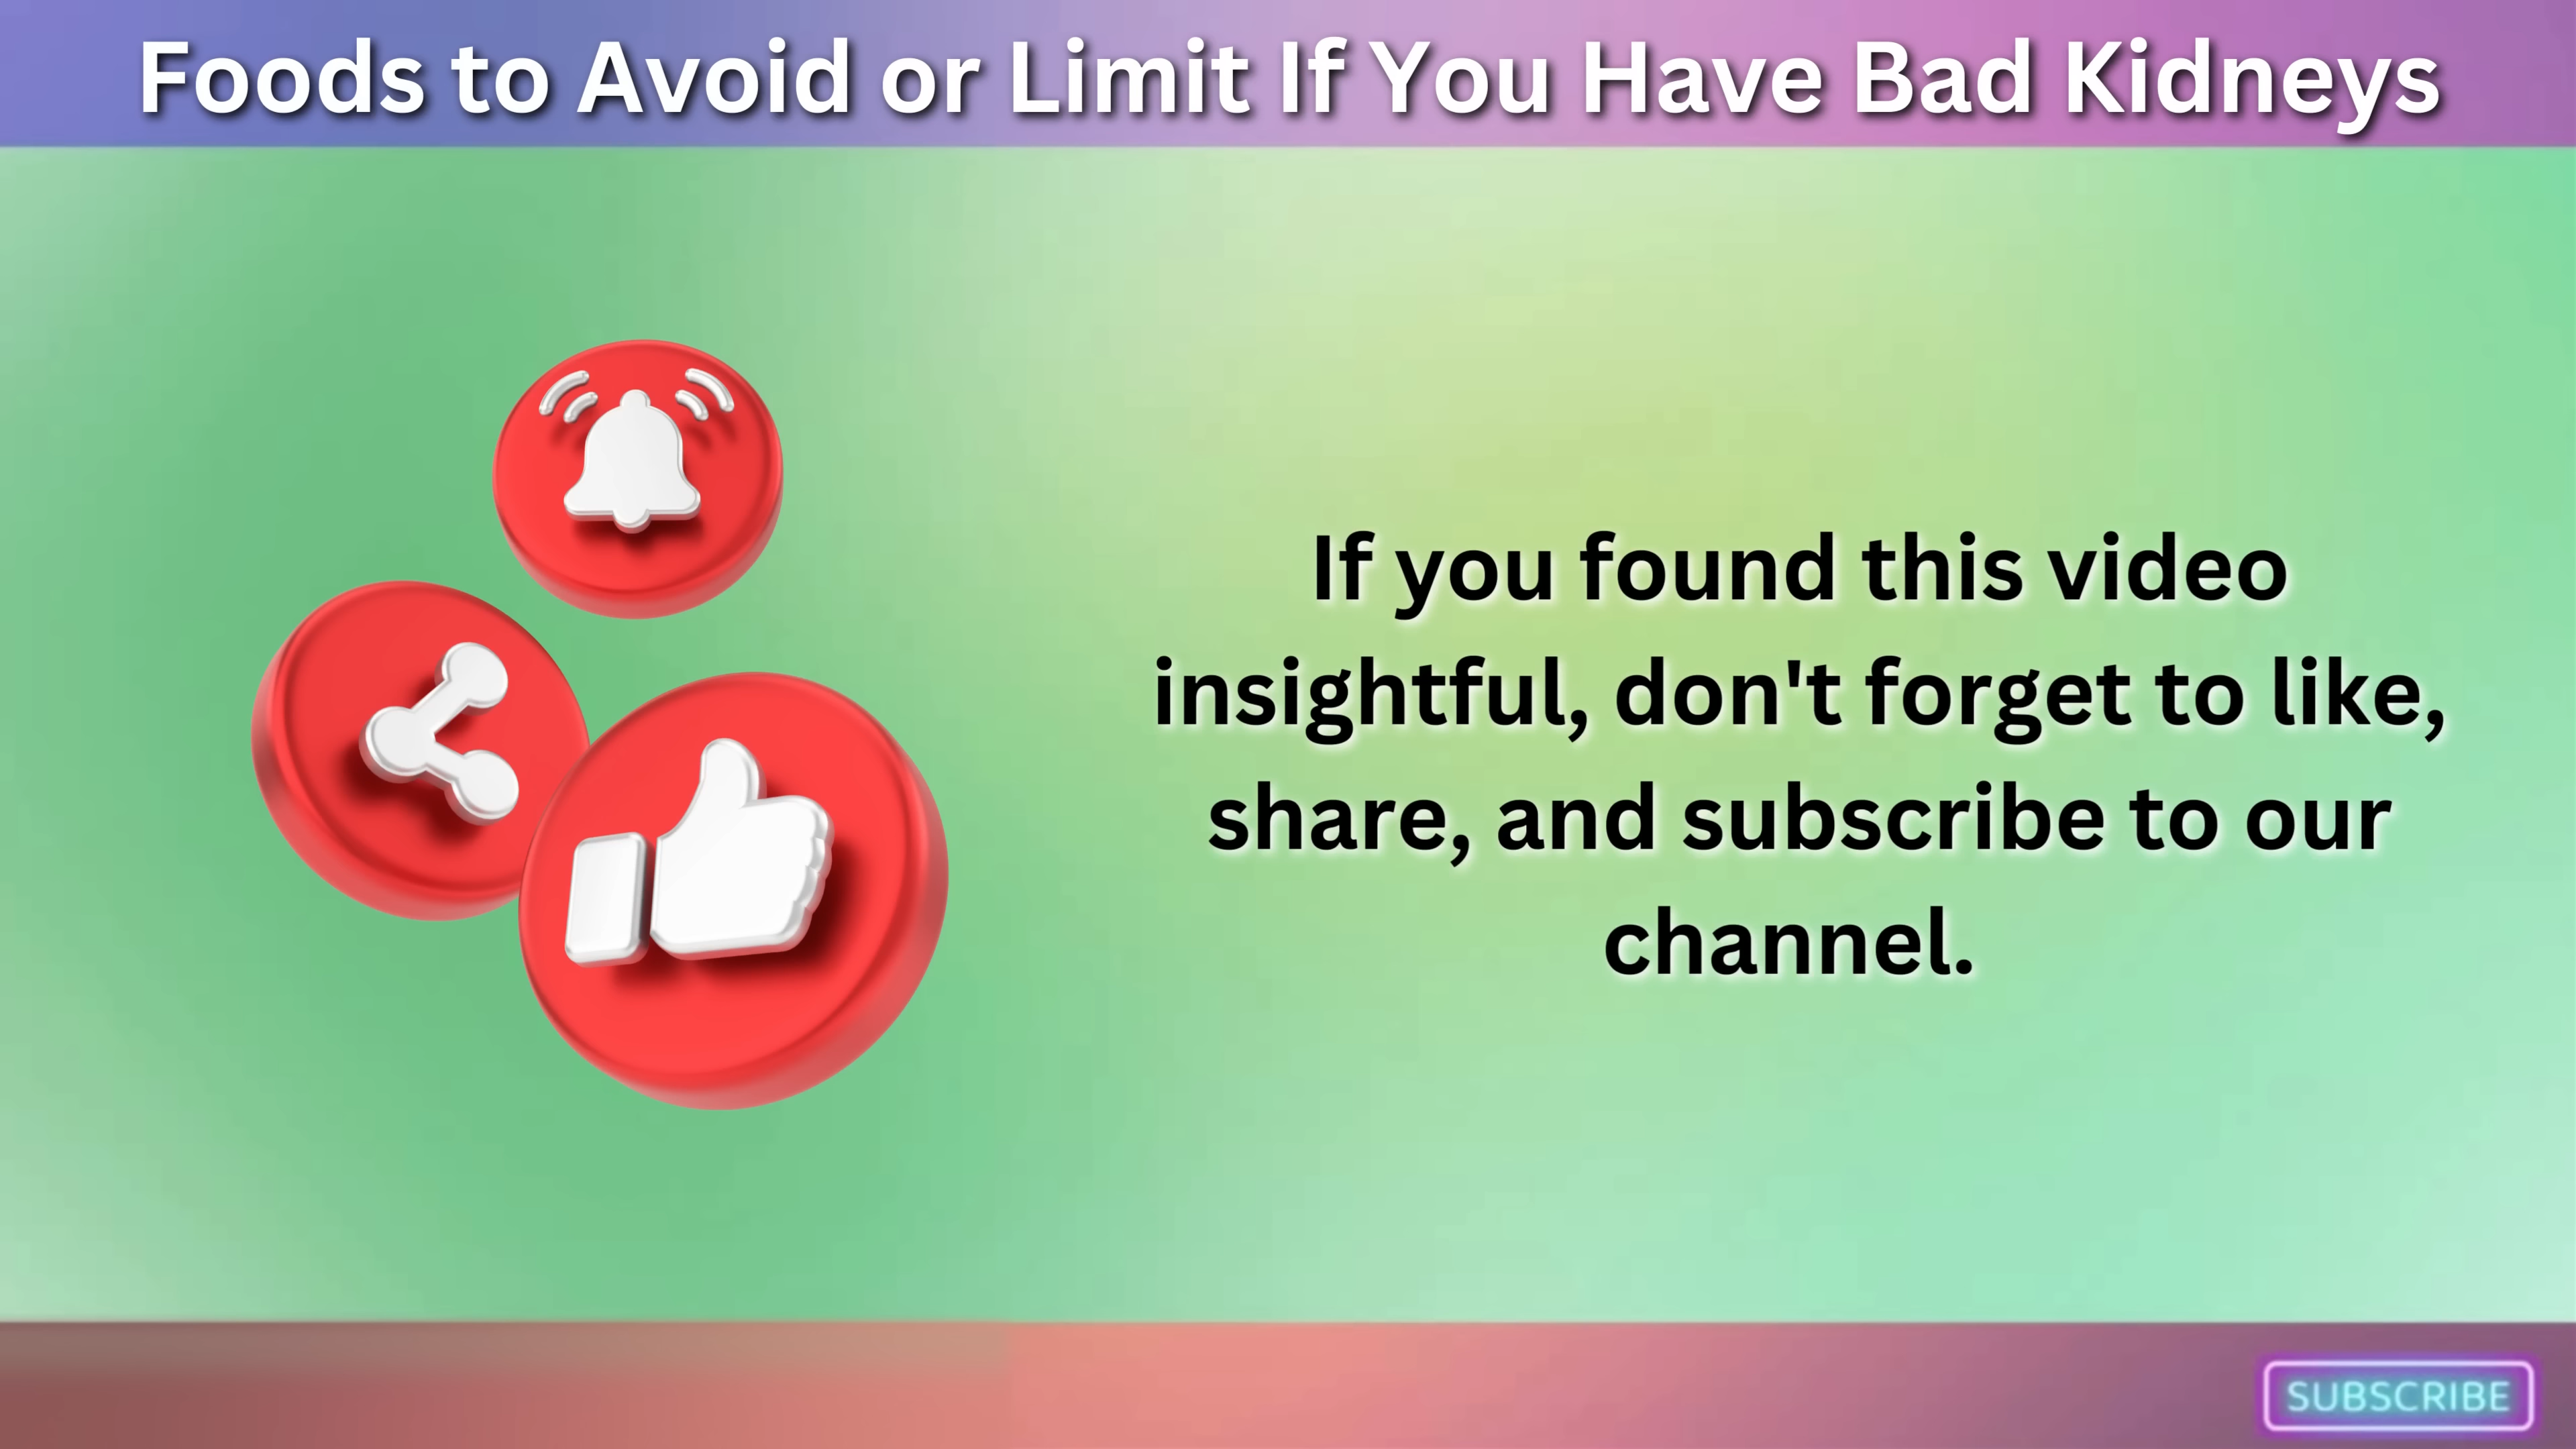 Foods to Avoid or Limit If You Have Bad Kidneys
If you found this video
insightful, don't forget to like,
share, and subscribe to our
channel.
SUBSCRIBE